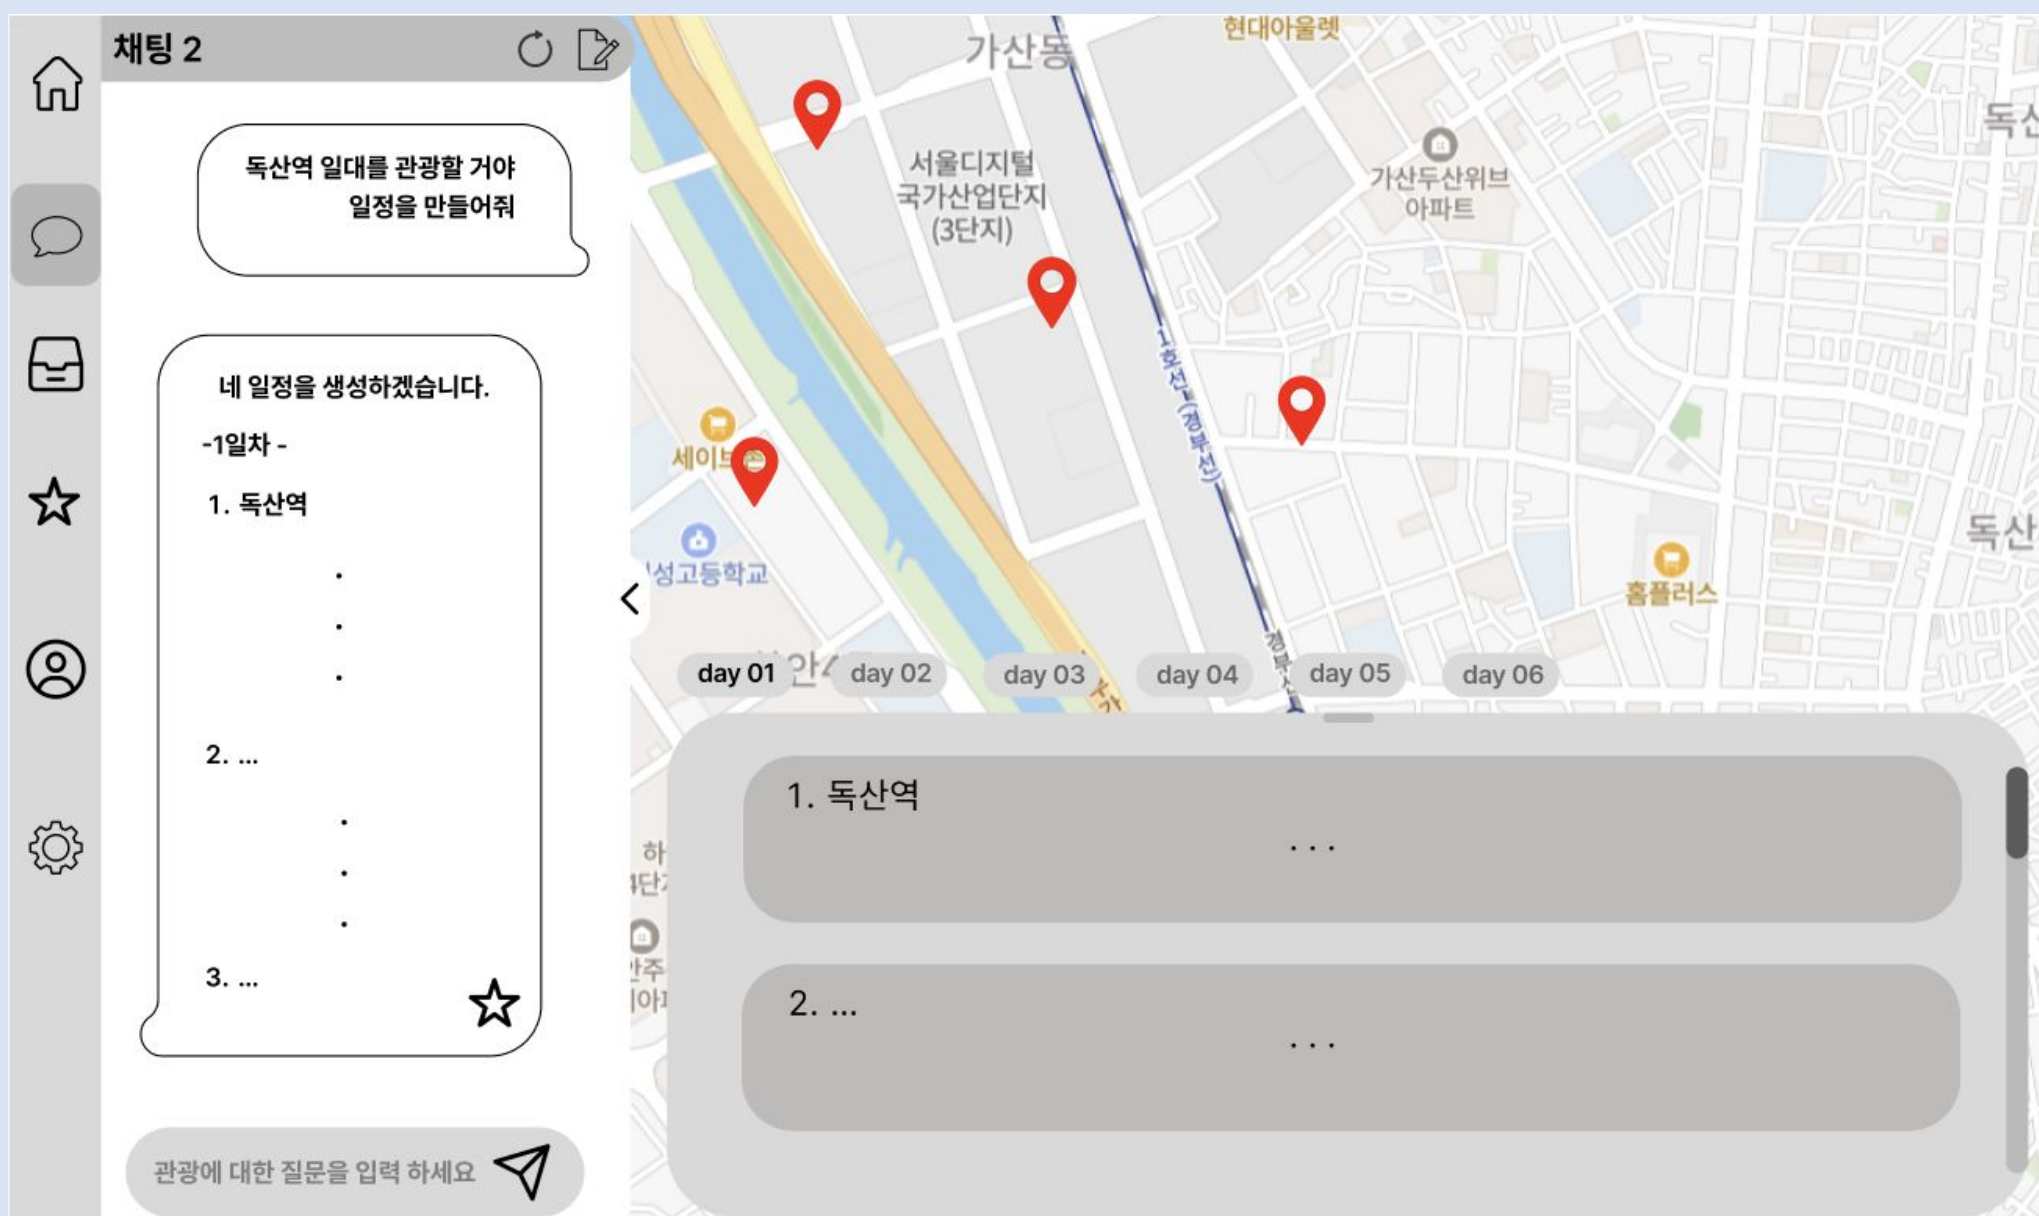 채팅 2
독산역 일대를 관광할 거야
일정을 만들어줘
네 일정을 생성하겠습니다.
-1일차 -
1. 독산역
2. ...
3. ...
관광에 대한 질문을 입력 하세요
현대아울렛
가산동
서울디지털
국가산업단지
(3단지)
가산두산위브
아파트
1호선(경부선)
성고등학교
홈플러스
독산
day 01
day 02
day 03
day 04
day 05
day 06
1. 독산역
. . .
2. ...
. . .